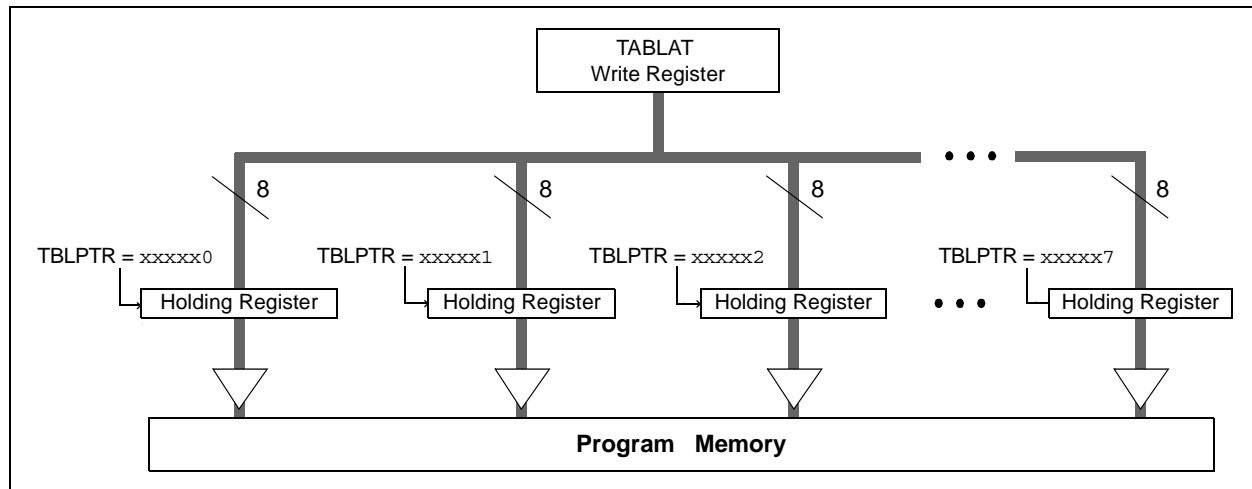 TABLAT
Write Register
8
8
8
8
TBLPTR = xxxxx0
TBLPTR = xxxxx1
TBLPTR = xxxxx2
TBLPTR = xxxxx7
Holding Register
Holding Register
Holding Register
Holding Register
Program Memory